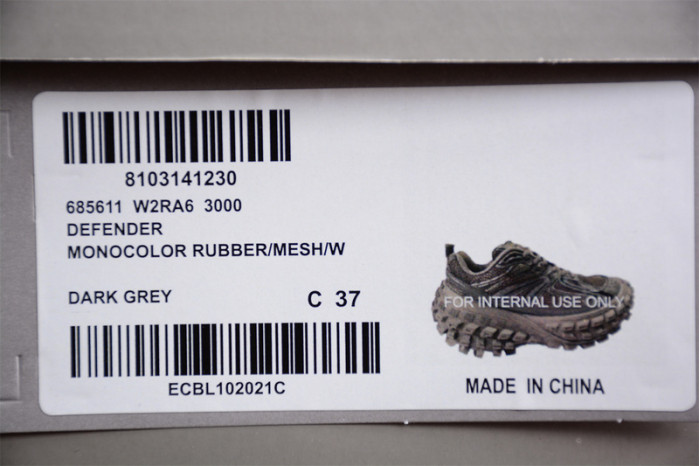 8103141230
685611 W2RA6 3000
DEFENDER
MONOCOLOR RUBBER/MESH/W
DARK GREY
C 37
ECBL102021C
FOR INTERNAL USE ONLY
MADE IN CHINA